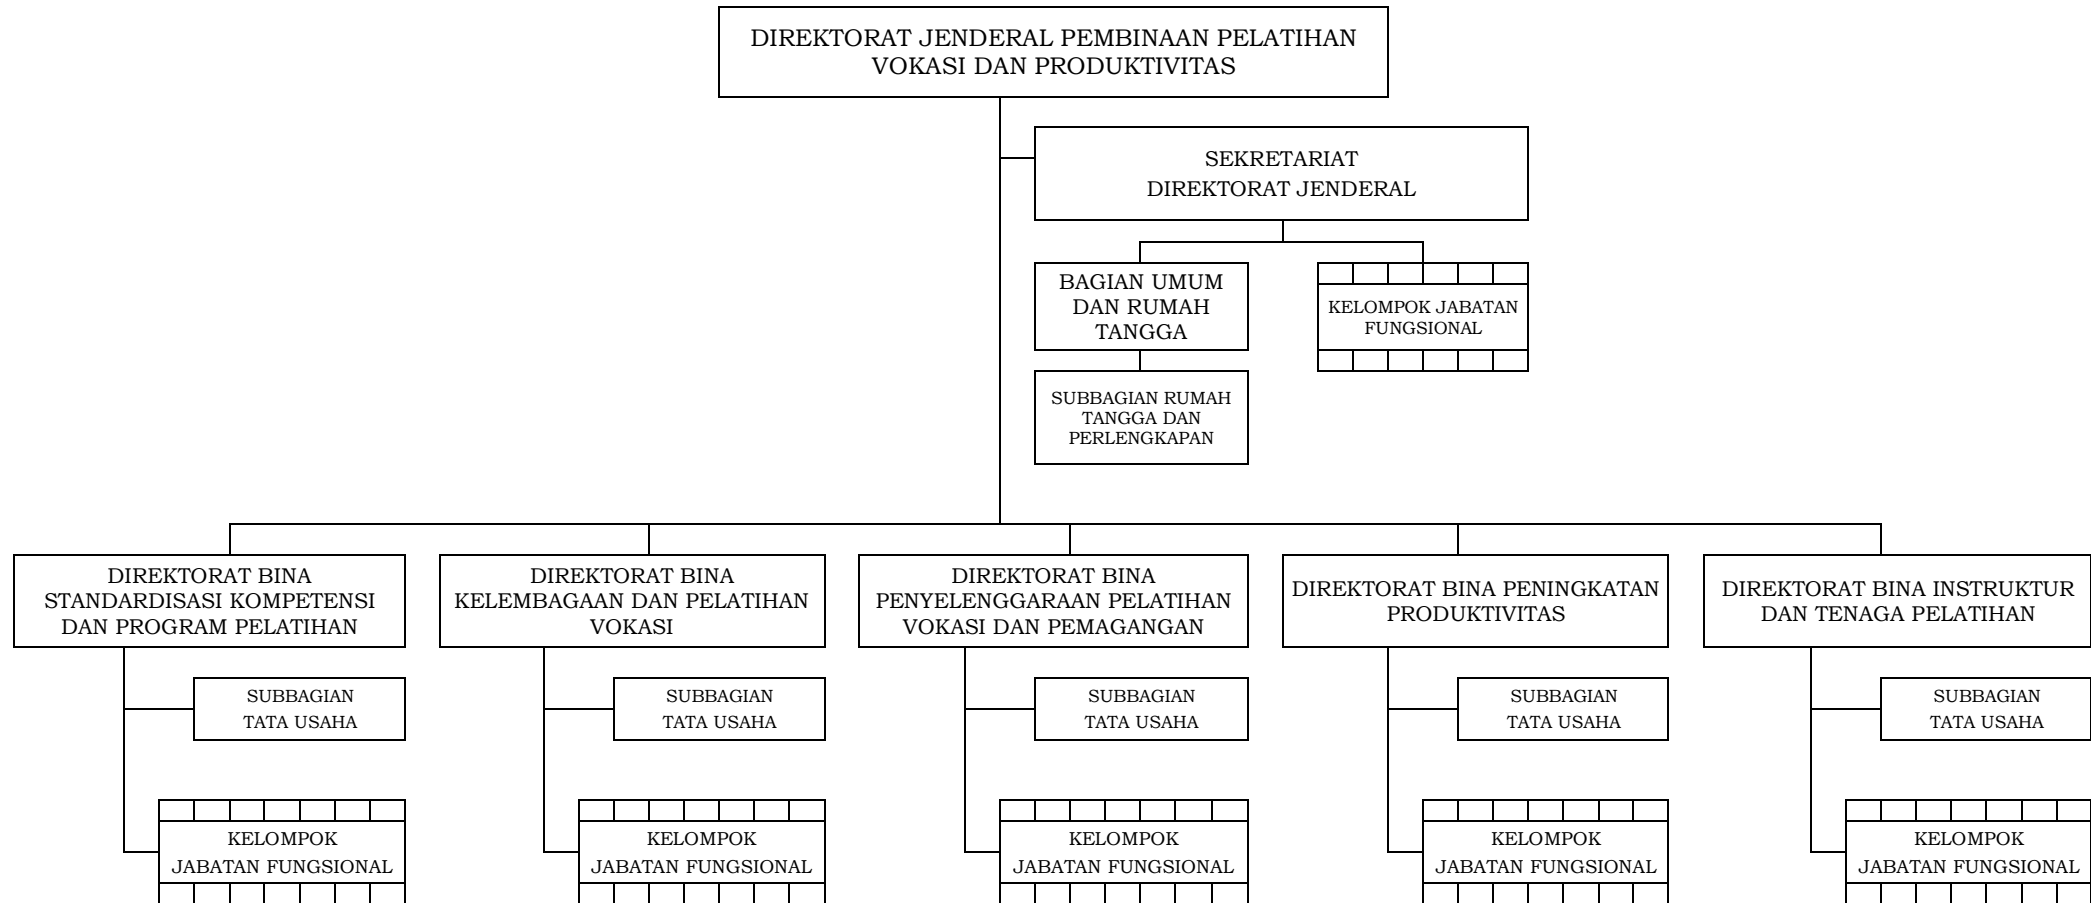 DIREKTORAT JENDERAL PEMBINAAN PELATIHAN
VOKASI DAN PRODUKTIVITAS
SEKRETARIAT
DIREKTORAT JENDERAL
BAGIAN UMUM
DAN RUMAH
TANGGA
KELOMPOK JABATAN
FUNGSIONAL
SUBBAGIAN RUMAH
TANGGA DAN
PERLENGKAPAN
DIREKTORAT BINA
STANDARDISASI KOMPETENSI
DAN PROGRAM PELATIHAN
DIREKTORAT BINA
KELEMBAGAAN DAN PELATIHAN
VOKASI
DIREKTORAT BINA
PENYELENGGARAAN PELATIHAN
VOKASI DAN PEMAGANGAN
DIREKTORAT BINA PENINGKATAN
PRODUKTIVITAS
DIREKTORAT BINA INSTRUKTUR
DAN TENAGA PELATIHAN
SUBBAGIAN
TATA USAHA
SUBBAGIAN
TATA USAHA
SUBBAGIAN
TATA USAHA
SUBBAGIAN
TATA USAHA
SUBBAGIAN
TATA USAHA
KELOMPOK
JABATAN FUNGSIONAL
KELOMPOK
JABATAN FUNGSIONAL
KELOMPOK
JABATAN FUNGSIONAL
KELOMPOK
JABATAN FUNGSIONAL
KELOMPOK
JABATAN FUNGSIONAL